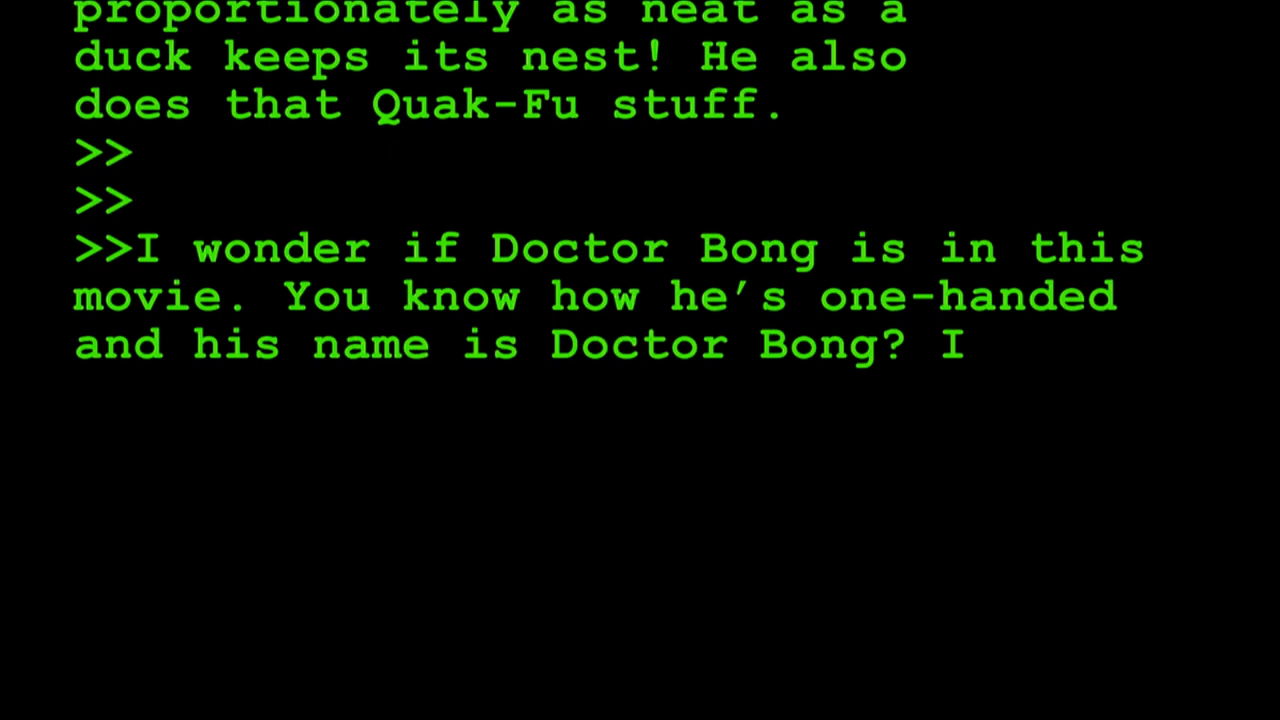 proportionately as neat as a
duck keeps its nest! He also
does that Quak-Fu stuff.
>>
>>
>>I wonder if Doctor Bong is in this
movie. You know how he’s one-handed
and his name is Doctor Bong? I